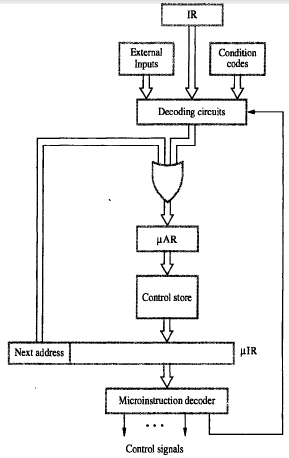 IR
External
Inputs
Condition
codes
Decoding circuits
μAR
Control store
Next address
μIR
Microinstruction decoder
...
Control signals